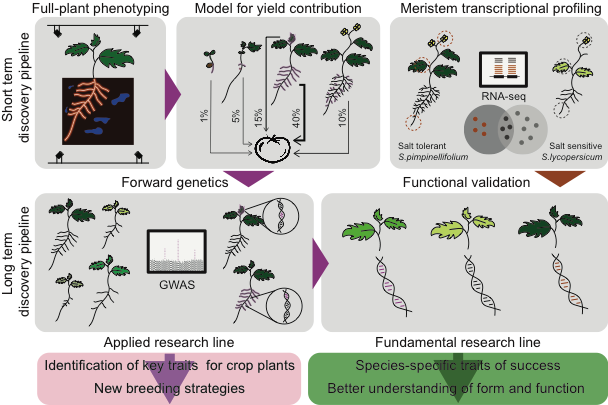 Full-plant phenotyping
Model for yield contribution
Meristem transcriptional profiling
Short term
discovery pipeline
1%
5%
15%
40%
10%
RNA-seq
Salt tolerant
S.pimpinellifolium
Salt sensitive
S.lycopersicum
Forward genetics
Functional validation
Long term
discovery pipeline
GWAS
Applied research line
Fundamental research line
Identification of key traits for crop plants
New breeding strategies
Species-specific traits of success
Better understanding of form and function